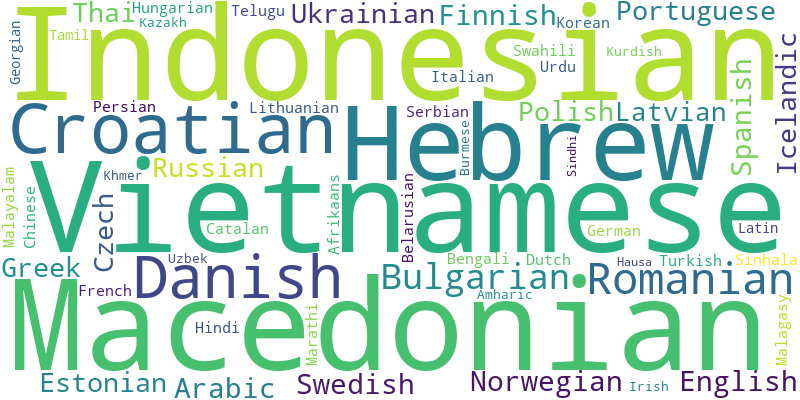 Thai
Hungarian
Kazakh
Telugu
Ukrainian
Finnish
Korean
Portuguese
Georgian
Tamil
Indonesian
Swahili
Kurdish
Italian
Urdu
Icelandic
Spanish
Persian
Lithuanian
Serbian
Polish
Latvian
Croatian
Hebrew
Burmese
Sindhi
Russian
Khmer
Malayalam
Chinese
Vietnamese
Afrikaans
Belarusian
Czech
Catalan
German
Latin
Greek
Uzbek
Danish
Bengali
Dutch
Hausa
Turkish
Sinhala
Bulgarian
Romanian
French
Amharic
Macedonian
Hindi
Marathi
Malagasy
Estonian
Arabic
Swedish
Norwegian
Irish
English